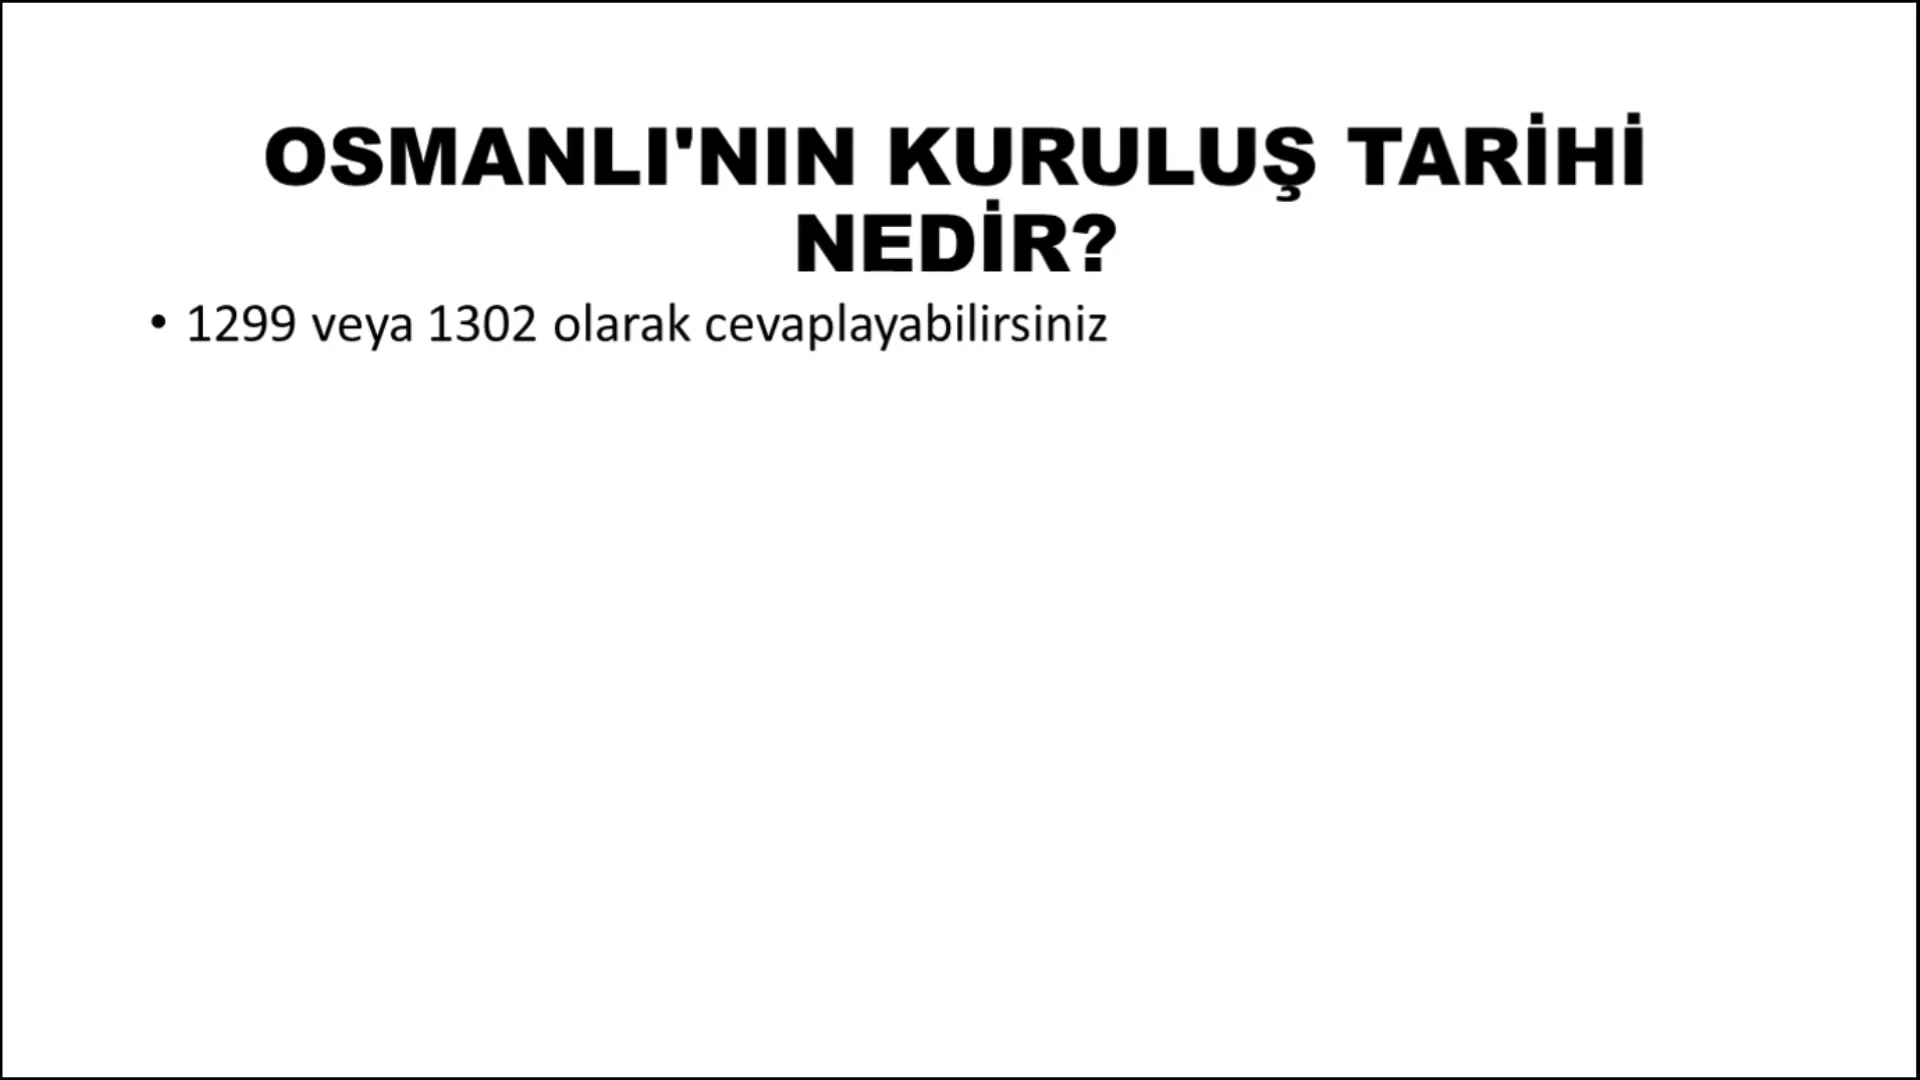 OSMANLI'NIN KURULUŞ TARİHİ
NEDİR?
• 1299 veya 1302 olarak cevaplayabilirsiniz